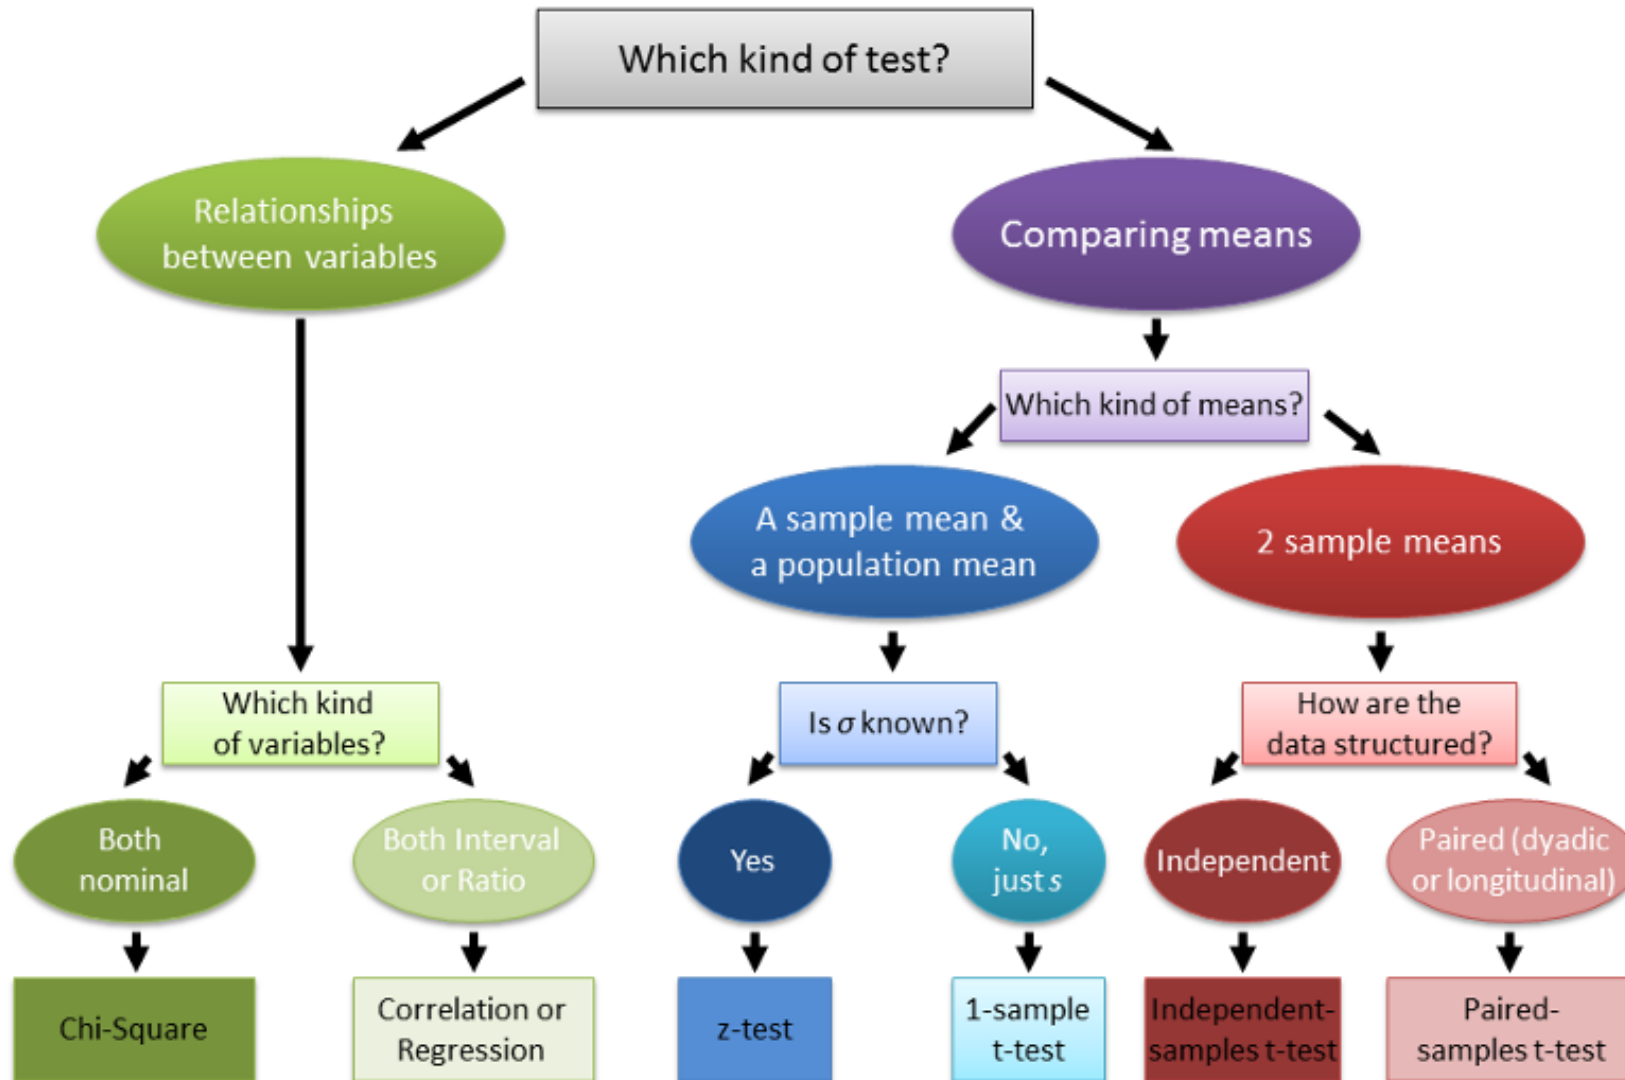 Which kind of test?
Relationships
between variables
Comparing means
Which kind of means?
A sample mean &
a population mean
2 sample means
Which kind
of variables?
Is σ known?
How are the
data structured?
Both
nominal
Both Interval
or Ratio
Yes
No,
just s
Independent
Paired (dyadic
or longitudinal)
Chi-Square
Correlation or
Regression
z-test
1-sample
t-test
Independent-
samples t-test
Paired-
samples t-test